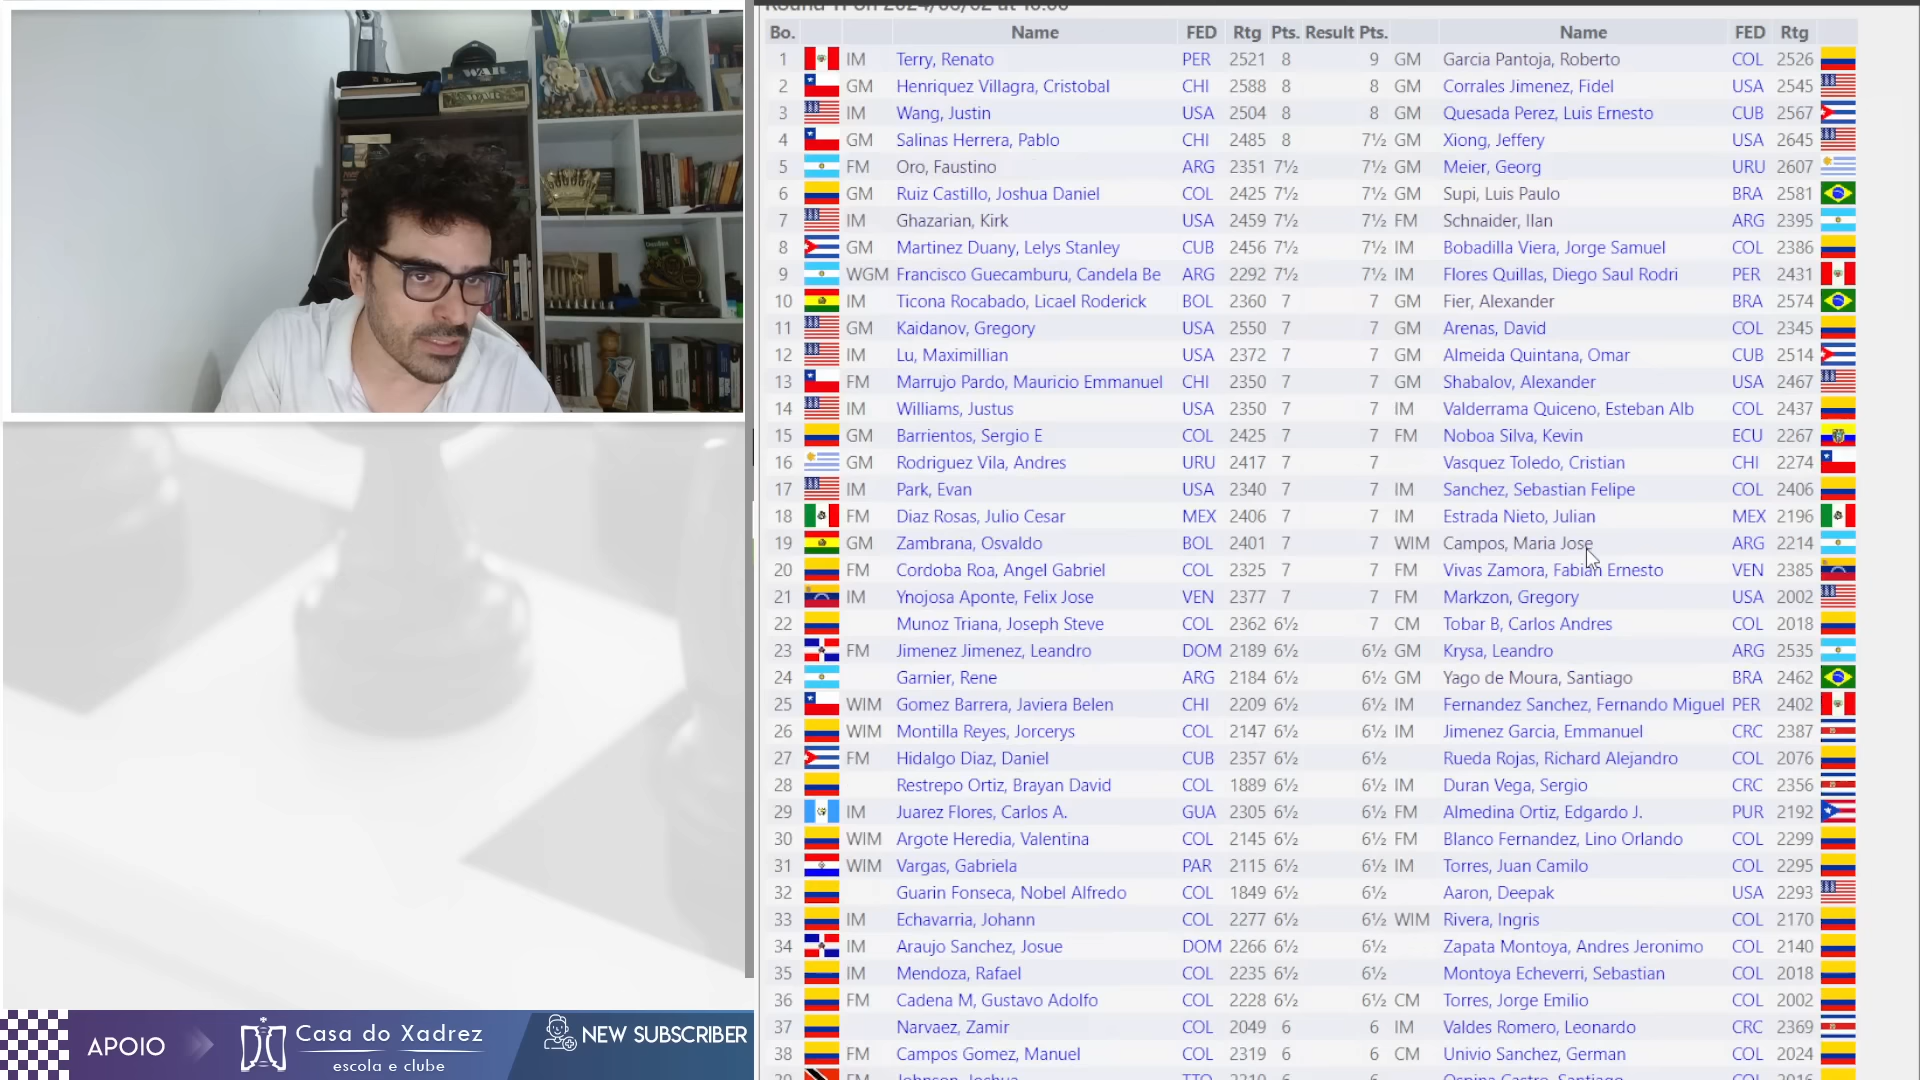 WAR
Bo. Name FED Rtg Pts. Result Pts. Name FED Rtg
1 IM Terry, Renato PER 2521 8 9 GM Garcia Pantoja, Roberto COL 2526
2 GM Henriquez Villagra, Cristobal CHI 2588 8 8 GM Corrales Jimenez, Fidel USA 2545
3 IM Wang, Justin USA 2504 8 8 GM Quesada Perez, Luis Ernesto CUB 2567
4 GM Salinas Herrera, Pablo CHI 2485 8 7½ GM Xiong, Jeffery USA 2645
5 FM Oro, Faustino ARG 2351 7½ 7½ GM Meier, Georg URU 2607
6 GM Ruiz Castillo, Joshua Daniel COL 2425 7½ 7½ GM Supi, Luis Paulo BRA 2581
7 IM Ghazarian, Kirk USA 2459 7½ 7½ FM Schnaider, Ilan ARG 2395
8 GM Martinez Duany, Lelys Stanley CUB 2456 7½ 7½ IM Bobadilla Viera, Jorge Samuel COL 2386
9 WGM Francisco Guecamburu, Candela Be ARG 2292 7½ 7½ IM Flores Quillas, Diego Saul Rodri PER 2431
10 IM Ticona Rocabado, Licael Roderick BOL 2360 7 7 GM Fier, Alexander BRA 2574
11 GM Kaidanov, Gregory USA 2550 7 7 GM Arenas, David COL 2345
12 IM Lu, Maximillian USA 2372 7 7 GM Almeida Quintana, Omar CUB 2514
13 FM Marrujo Pardo, Mauricio Emmanuel CHI 2350 7 7 GM Shabalov, Alexander USA 2467
14 IM Williams, Justus USA 2350 7 7 IM Valderrama Quiceno, Esteban Alb COL 2437
15 GM Barrientos, Sergio E COL 2425 7 7 FM Noboa Silva, Kevin ECU 2267
16 GM Rodriguez Vila, Andres URU 2417 7 7 Vasquez Toledo, Cristian CHI 2274
17 IM Park, Evan USA 2340 7 7 IM Sanchez, Sebastian Felipe COL 2406
18 FM Diaz Rosas, Julio Cesar MEX 2406 7 7 IM Estrada Nieto, Julian MEX 2196
19 GM Zambrana, Osvaldo BOL 2401 7 7 WIM Campos, Maria Jose ARG 2214
20 FM Cordoba Roa, Angel Gabriel COL 2325 7 7 FM Vivas Zamora, Fabian Ernesto VEN 2385
21 IM Ynojosa Aponte, Felix Jose VEN 2377 7 7 FM Markzon, Gregory USA 2002
22 Munoz Triana, Joseph Steve COL 2362 6½ 7 CM Tobar B, Carlos Andres COL 2018
23 FM Jimenez Jimenez, Leandro DOM 2189 6½ 6½ GM Krysa, Leandro ARG 2535
24 Garnier, Rene ARG 2184 6½ 6½ GM Yago de Moura, Santiago BRA 2462
25 WIM Gomez Barrera, Javiera Belen CHI 2209 6½ 6½ IM Fernandez Sanchez, Fernando Miguel PER 2402
26 WIM Montilla Reyes, Jorcerys COL 2147 6½ 6½ IM Jimenez Garcia, Emmanuel CRC 2387
27 FM Hidalgo Diaz, Daniel CUB 2357 6½ 6½ Rueda Rojas, Richard Alejandro COL 2076
28 Restrepo Ortiz, Brayan David COL 1889 6½ 6½ IM Duran Vega, Sergio CRC 2356
29 IM Juarez Flores, Carlos A. GUA 2305 6½ 6½ FM Almedina Ortiz, Edgardo J. PUR 2192
30 WIM Argote Heredia, Valentina COL 2145 6½ 6½ FM Blanco Fernandez, Lino Orlando COL 2299
31 WIM Vargas, Gabriela PAR 2115 6½ 6½ IM Torres, Juan Camilo COL 2295
32 Guarin Fonseca, Nobel Alfredo COL 1849 6½ 6½ Aaron, Deepak USA 2293
33 IM Echavarria, Johann COL 2277 6½ 6½ WIM Rivera, Ingris COL 2170
34 IM Araujo Sanchez, Josue DOM 2266 6½ 6½ Zapata Montoya, Andres Jeronimo COL 2140
35 IM Mendoza, Rafael COL 2235 6½ 6½ Montoya Echeverri, Sebastian COL 2018
36 FM Cadena M, Gustavo Adolfo COL 2228 6½ 6½ CM Torres, Jorge Emilio COL 2002
37 Narvaez, Zamir COL 2049 6 6 IM Valdes Romero, Leonardo CRC 2369
38 FM Campos Gomez, Manuel COL 2319 6 6 CM Univio Sanchez, German COL 2024
APOIO
Casa do Xadrez
escola e clube
NEW SUBSCRIBER